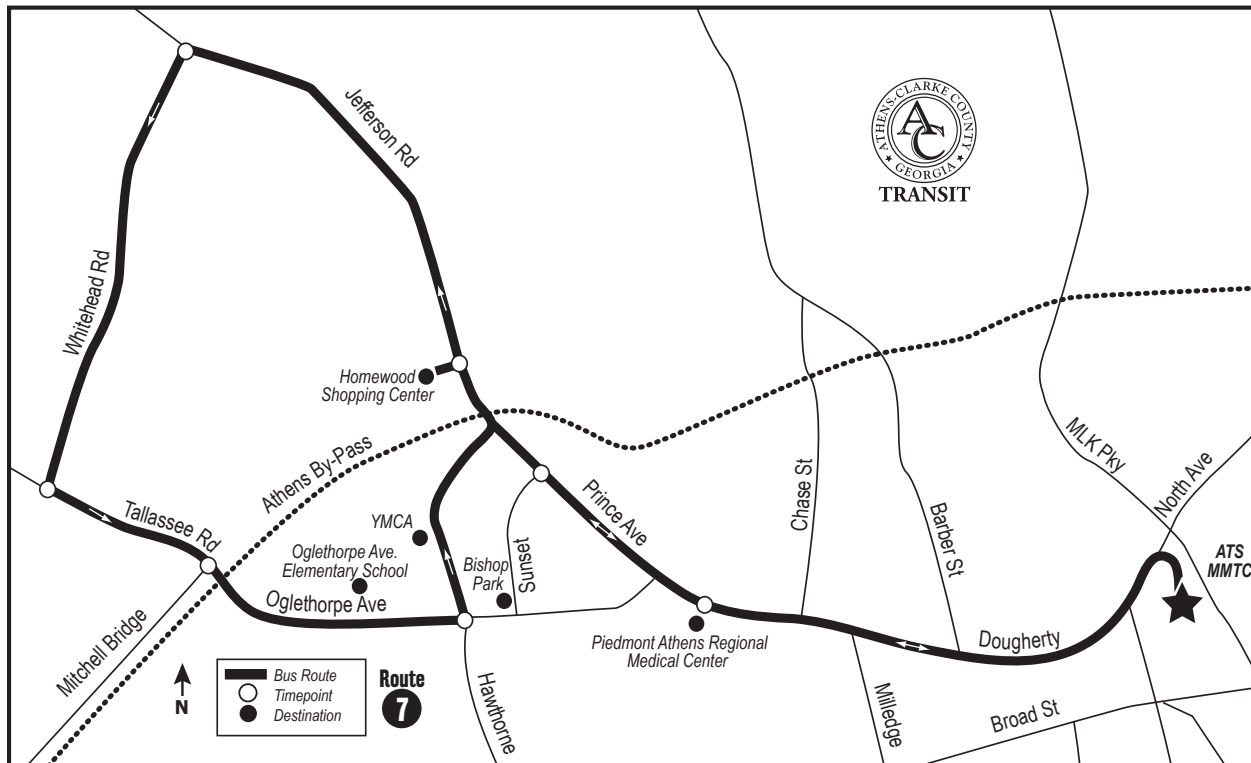 Jefferson Rd
ATHENS-CLARKE COUNTY
AC
GEORGIA
TRANSIT
Whitehead Rd
Homewood
Shopping Center
Athens By-Pass
Prince Ave
Chase St
Barber St
MLK Pky
North Ave
Tallassee Rd
YMCA
Oglethorpe Ave.
Elementary School
Bishop
Park
Sunset
ATS
MMTC
Oglethorpe Ave
Piedmont Athens Regional
Medical Center
Dougherty
Mitchell Bridge
Hawthorne
Milledge
Broad St
N
Bus Route
Timepoint
Destination
Route
7